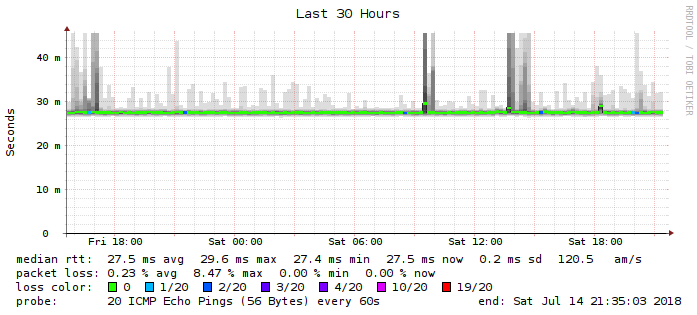 Last 30 Hours
RRDTOOL / TOBI OETIKER
Seconds
40 m
30 m
20 m
10 m
0
Fri 18:00 Sat 00:00 Sat 06:00 Sat 12:00 Sat 18:00
median rtt: 27.5 ms avg 29.6 ms max 27.4 ms min 27.5 ms now 0.2 ms sd 120.5 am/s
packet loss: 0.23 % avg 8.47 % max 0.00 % min 0.00 % now
loss color: 0 1/20 2/20 3/20 4/20 10/20 19/20
probe: 20 ICMP Echo Pings (56 Bytes) every 60s end: Sat Jul 14 21:35:03 2018